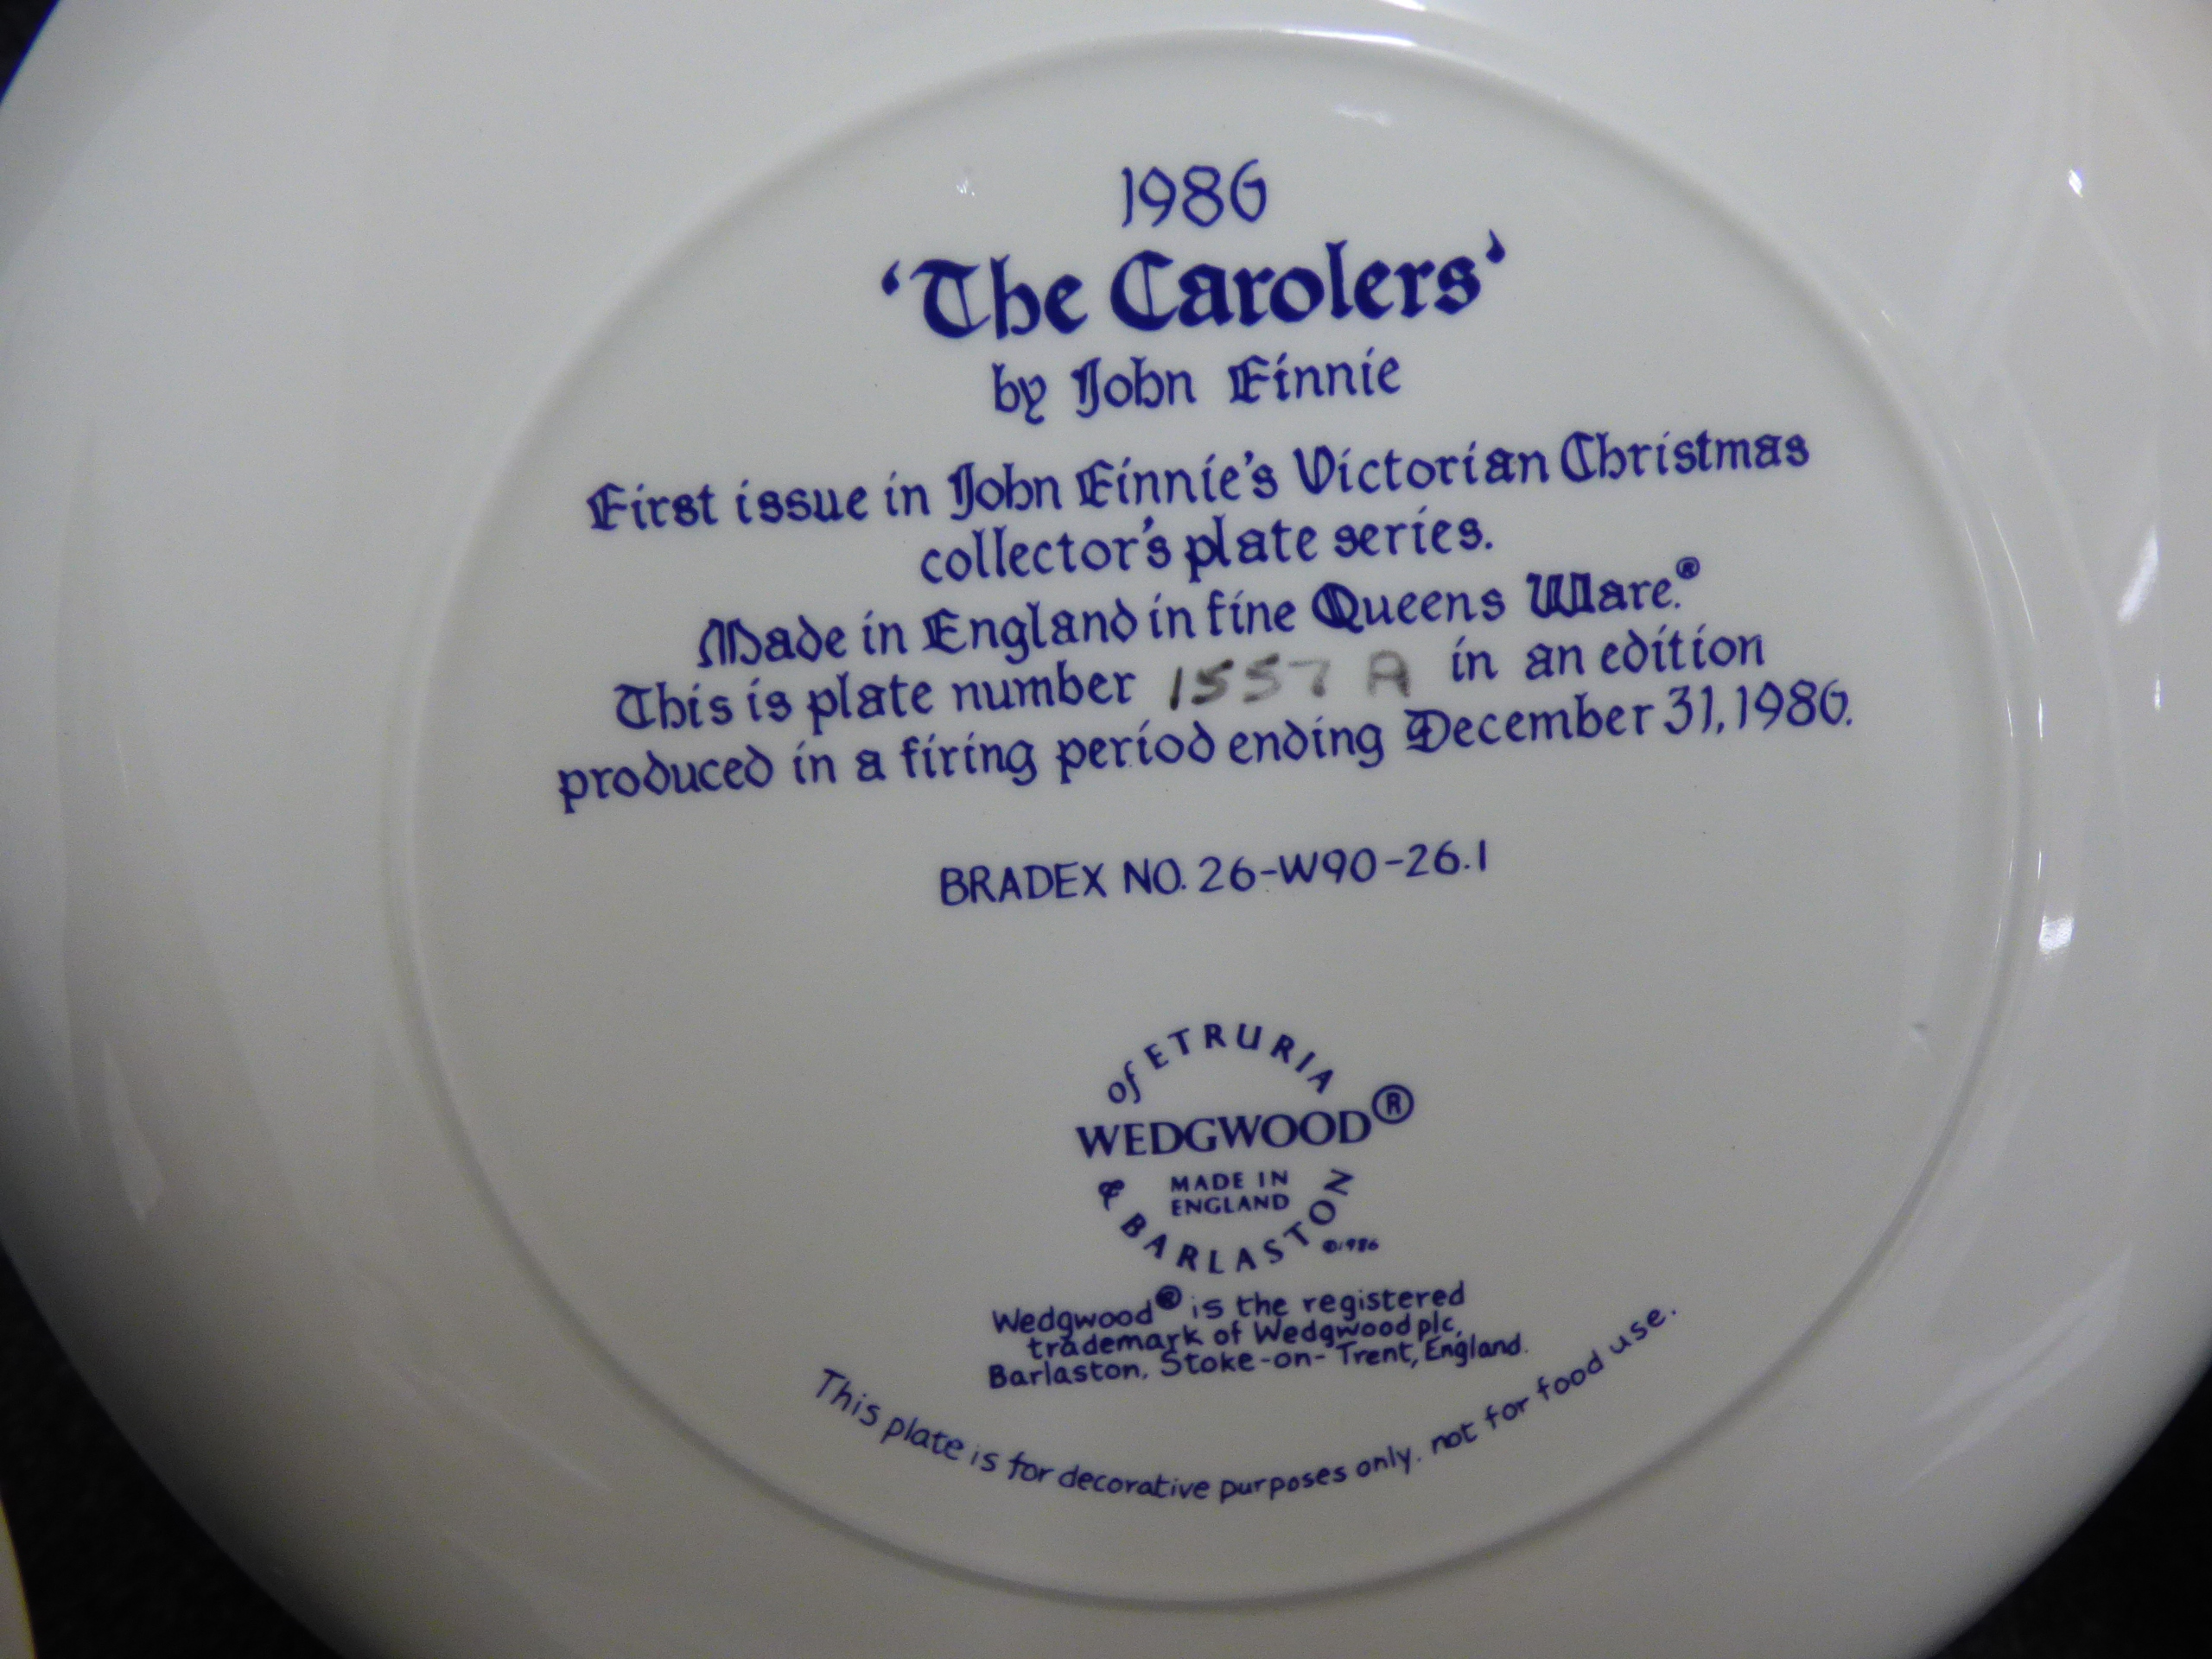 1986
'The Carolers'
by John Finnie
First issue in John Finnie's Victorian Christmas
collector's plate series.
Made in England in fine Queens Ware.®
This is plate number 1557 A in an edition
produced in a firing period ending December 31, 1986.
BRADEX NO. 26-W90-26.1
of ETRURIA
WEDGWOOD®
MADE IN
ENGLAND
& BARLASTON
©1986
Wedgwood® is the registered
trademark of Wedgwood plc,
Barlaston, Stoke-on-Trent, England.
This plate is for decorative purposes only. not for food use.